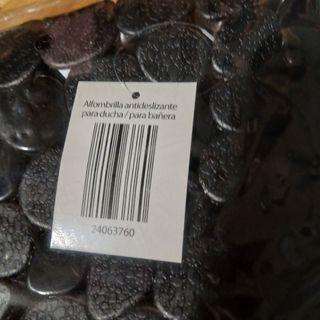 Alfombrilla antideslizante
para ducha / para bañera
24063760